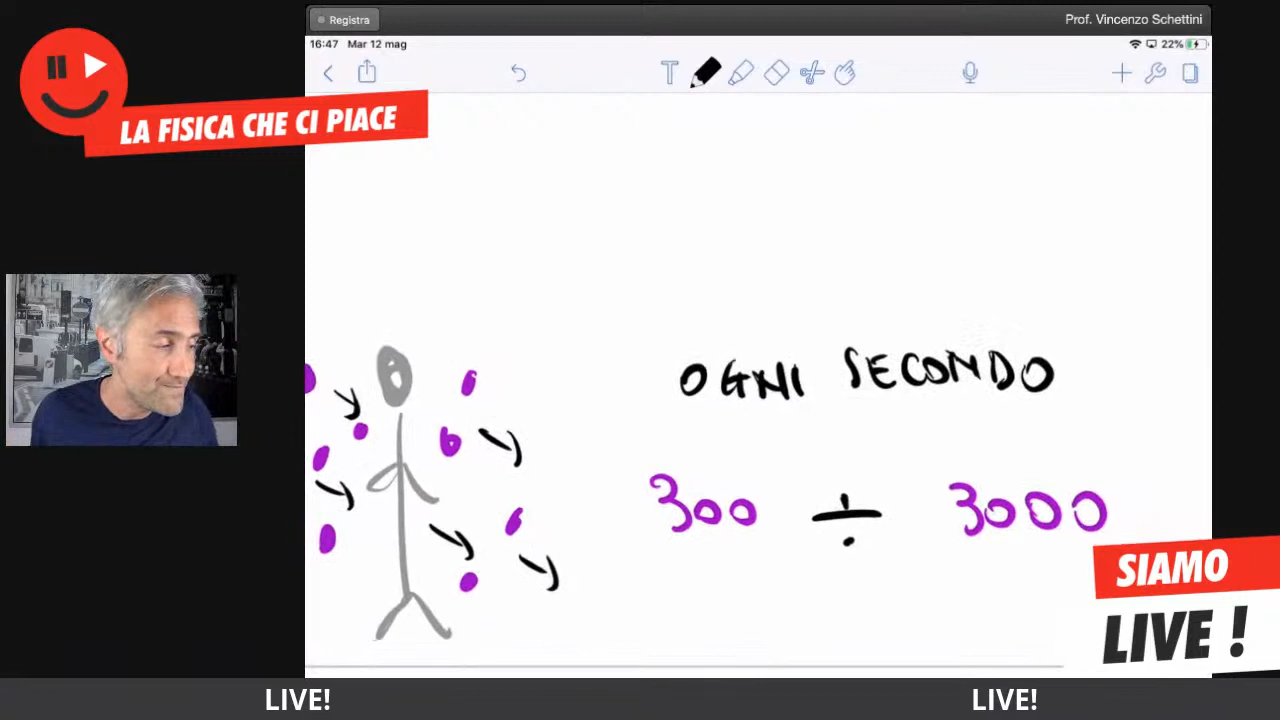 Registra
Prof. Vincenzo Schettini
16:47 Mar 12 mag
22%
T
LA FISICA CHE CI PIACE
OGNI SECONDO
300 ÷ 3000
SIAMO
LIVE !
LIVE!
LIVE!